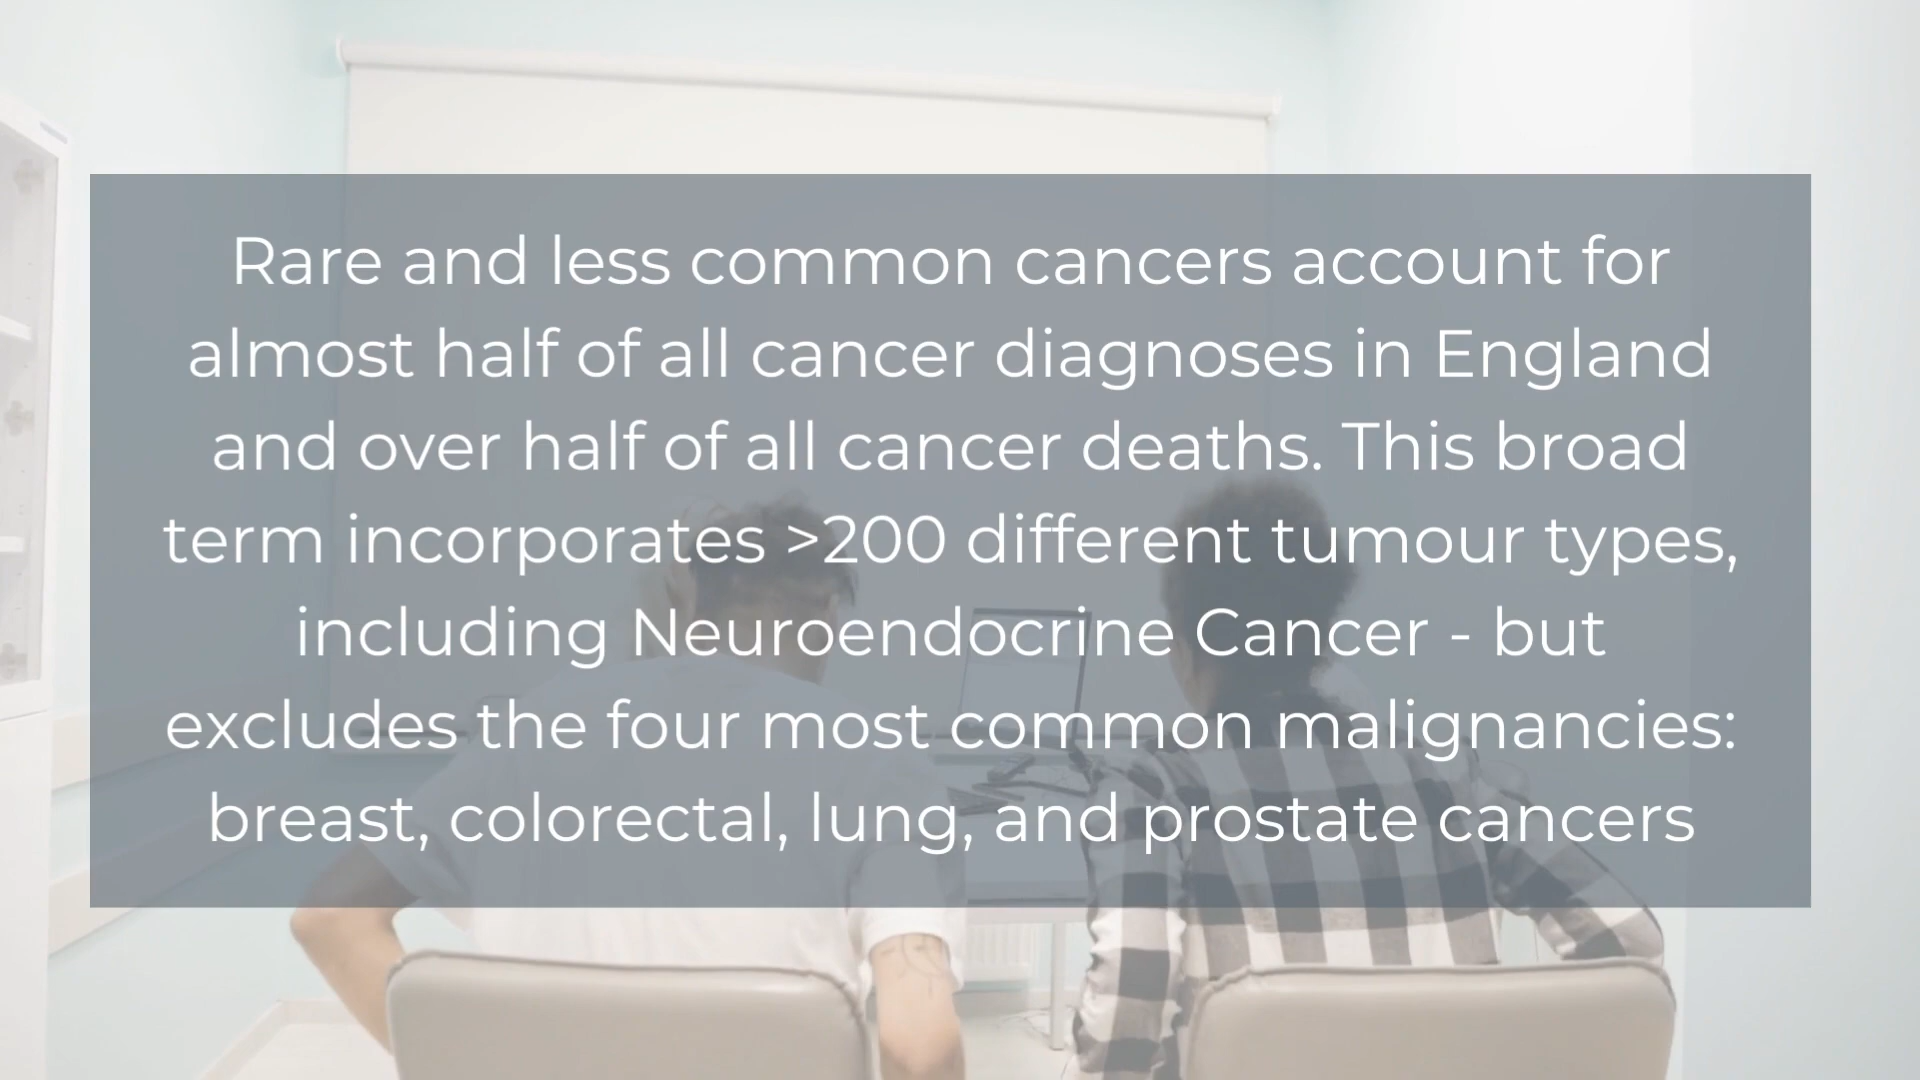 Rare and less common cancers account for
almost half of all cancer diagnoses in England
and over half of all cancer deaths. This broad
term incorporates >200 different tumour types,
including Neuroendocrine Cancer - but
excludes the four most common malignancies:
breast, colorectal, lung, and prostate cancers